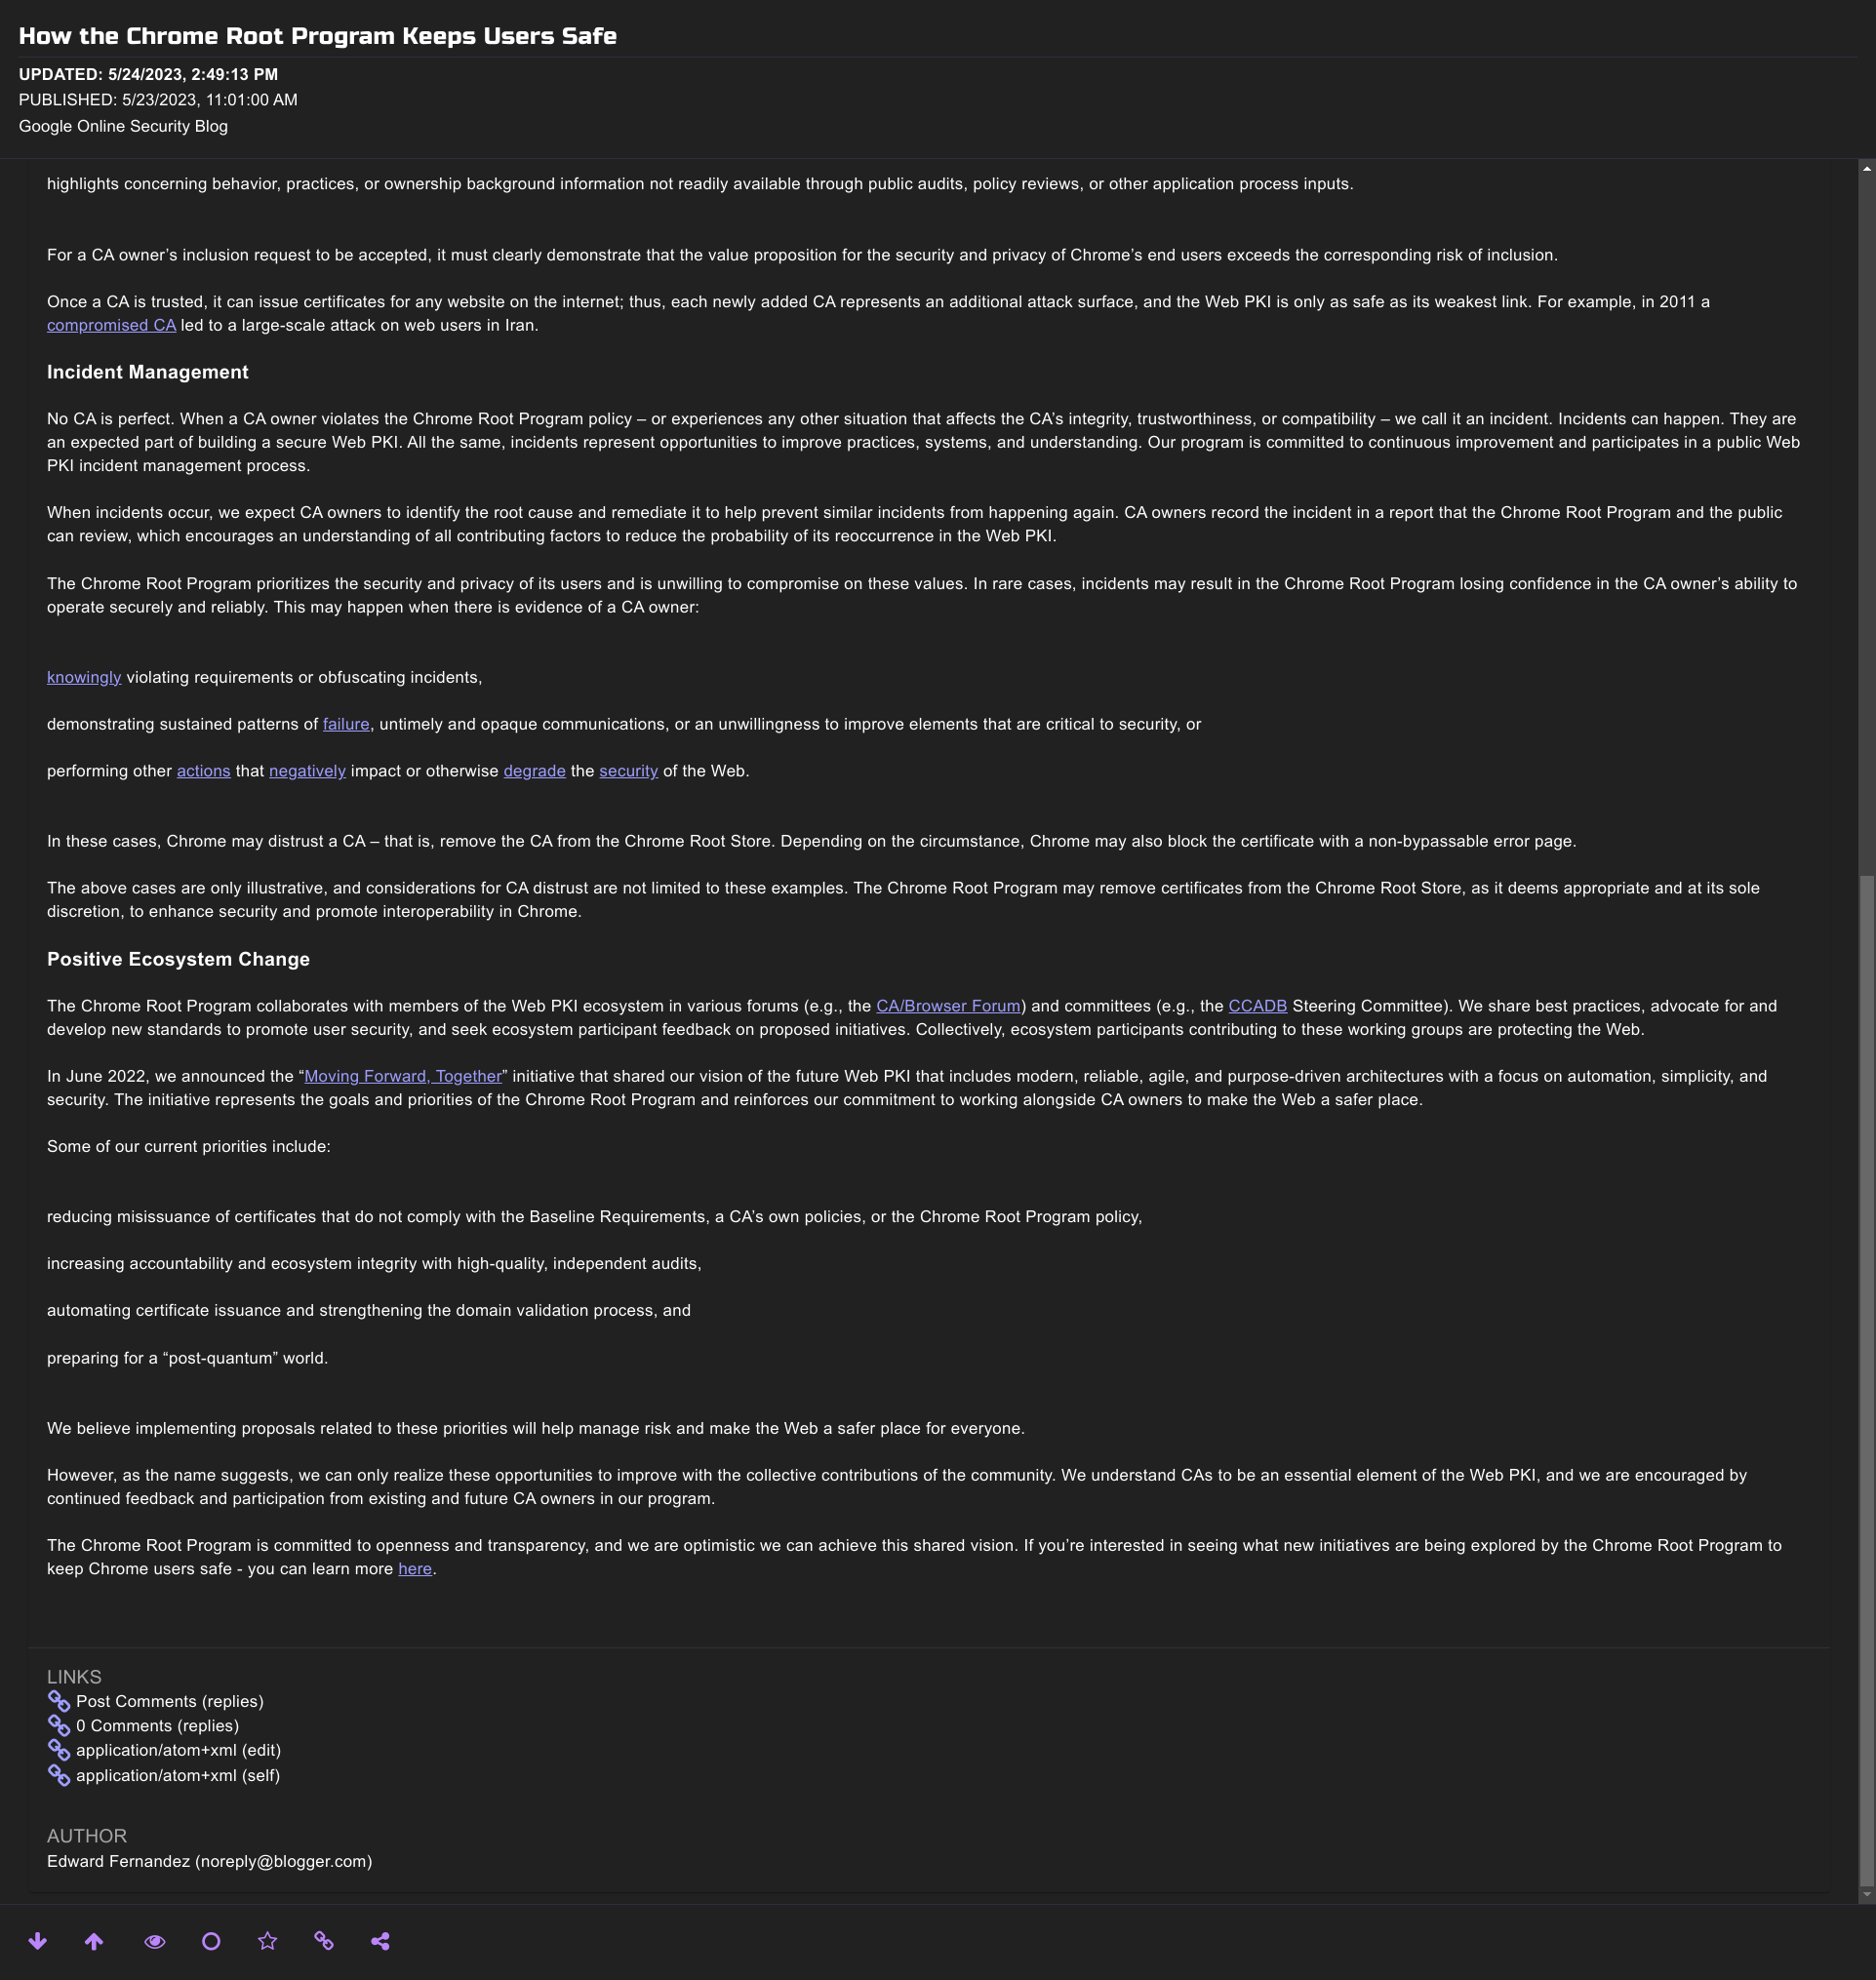 How the Chrome Root Program Keeps Users Safe
UPDATED: 5/24/2023, 2:49:13 PM
PUBLISHED: 5/23/2023, 11:01:00 AM
Google Online Security Blog
highlights concerning behavior, practices, or ownership background information not readily available through public audits, policy reviews, or other application process inputs.
For a CA owner’s inclusion request to be accepted, it must clearly demonstrate that the value proposition for the security and privacy of Chrome’s end users exceeds the corresponding risk of inclusion.
Once a CA is trusted, it can issue certificates for any website on the internet; thus, each newly added CA represents an additional attack surface, and the Web PKI is only as safe as its weakest link. For example, in 2011 a
compromised CA led to a large-scale attack on web users in Iran.
Incident Management
No CA is perfect. When a CA owner violates the Chrome Root Program policy – or experiences any other situation that affects the CA’s integrity, trustworthiness, or compatibility – we call it an incident. Incidents can happen. They are
an expected part of building a secure Web PKI. All the same, incidents represent opportunities to improve practices, systems, and understanding. Our program is committed to continuous improvement and participates in a public Web
PKI incident management process.
When incidents occur, we expect CA owners to identify the root cause and remediate it to help prevent similar incidents from happening again. CA owners record the incident in a report that the Chrome Root Program and the public
can review, which encourages an understanding of all contributing factors to reduce the probability of its reoccurrence in the Web PKI.
The Chrome Root Program prioritizes the security and privacy of its users and is unwilling to compromise on these values. In rare cases, incidents may result in the Chrome Root Program losing confidence in the CA owner’s ability to
operate securely and reliably. This may happen when there is evidence of a CA owner:
knowingly violating requirements or obfuscating incidents,
demonstrating sustained patterns of failure, untimely and opaque communications, or an unwillingness to improve elements that are critical to security, or
performing other actions that negatively impact or otherwise degrade the security of the Web.
In these cases, Chrome may distrust a CA – that is, remove the CA from the Chrome Root Store. Depending on the circumstance, Chrome may also block the certificate with a non-bypassable error page.
The above cases are only illustrative, and considerations for CA distrust are not limited to these examples. The Chrome Root Program may remove certificates from the Chrome Root Store, as it deems appropriate and at its sole
discretion, to enhance security and promote interoperability in Chrome.
Positive Ecosystem Change
The Chrome Root Program collaborates with members of the Web PKI ecosystem in various forums (e.g., the CA/Browser Forum) and committees (e.g., the CCADB Steering Committee). We share best practices, advocate for and
develop new standards to promote user security, and seek ecosystem participant feedback on proposed initiatives. Collectively, ecosystem participants contributing to these working groups are protecting the Web.
In June 2022, we announced the “Moving Forward, Together” initiative that shared our vision of the future Web PKI that includes modern, reliable, agile, and purpose-driven architectures with a focus on automation, simplicity, and
security. The initiative represents the goals and priorities of the Chrome Root Program and reinforces our commitment to working alongside CA owners to make the Web a safer place.
Some of our current priorities include:
reducing misissuance of certificates that do not comply with the Baseline Requirements, a CA’s own policies, or the Chrome Root Program policy,
increasing accountability and ecosystem integrity with high-quality, independent audits,
automating certificate issuance and strengthening the domain validation process, and
preparing for a “post-quantum” world.
We believe implementing proposals related to these priorities will help manage risk and make the Web a safer place for everyone.
However, as the name suggests, we can only realize these opportunities to improve with the collective contributions of the community. We understand CAs to be an essential element of the Web PKI, and we are encouraged by
continued feedback and participation from existing and future CA owners in our program.
The Chrome Root Program is committed to openness and transparency, and we are optimistic we can achieve this shared vision. If you’re interested in seeing what new initiatives are being explored by the Chrome Root Program to
keep Chrome users safe - you can learn more here.
LINKS
Post Comments (replies)
0 Comments (replies)
application/atom+xml (edit)
application/atom+xml (self)
AUTHOR
Edward Fernandez (noreply@blogger.com)